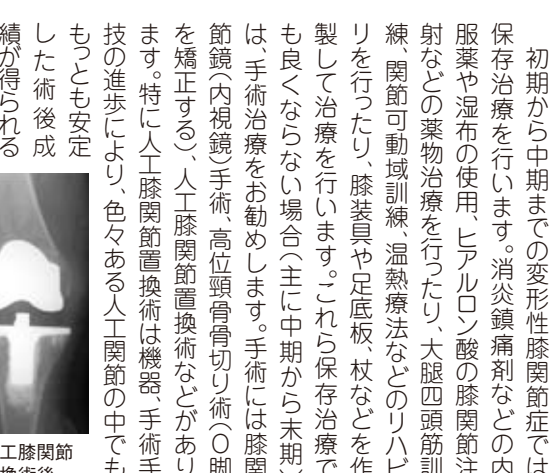 初期から中期までの変形性膝関節症では
保存治療を行います。消炎鎮痛剤などの内
服薬や湿布の使用、ヒアルロン酸の膝関節注
射などの薬物治療を行ったり、大腿四頭筋訓
練、関節可動域訓練、温熱療法などのリハビ
リを行ったり、膝装具や足底板、杖などを作
製して治療を行います。これら保存治療で
も良くならない場合(主に中期から末期)
は、手術治療をお勧めします。手術には膝関
節鏡(内視鏡)手術、高位頸骨骨切り術(O脚
を矯正する)、人工膝関節置換術などがあり
ます。特に人工膝関節置換術は機器、手術手
技の進歩により、色々ある人工関節の中でも
もっとも安定
した術後成
績が得られる
工膝関節
換術後